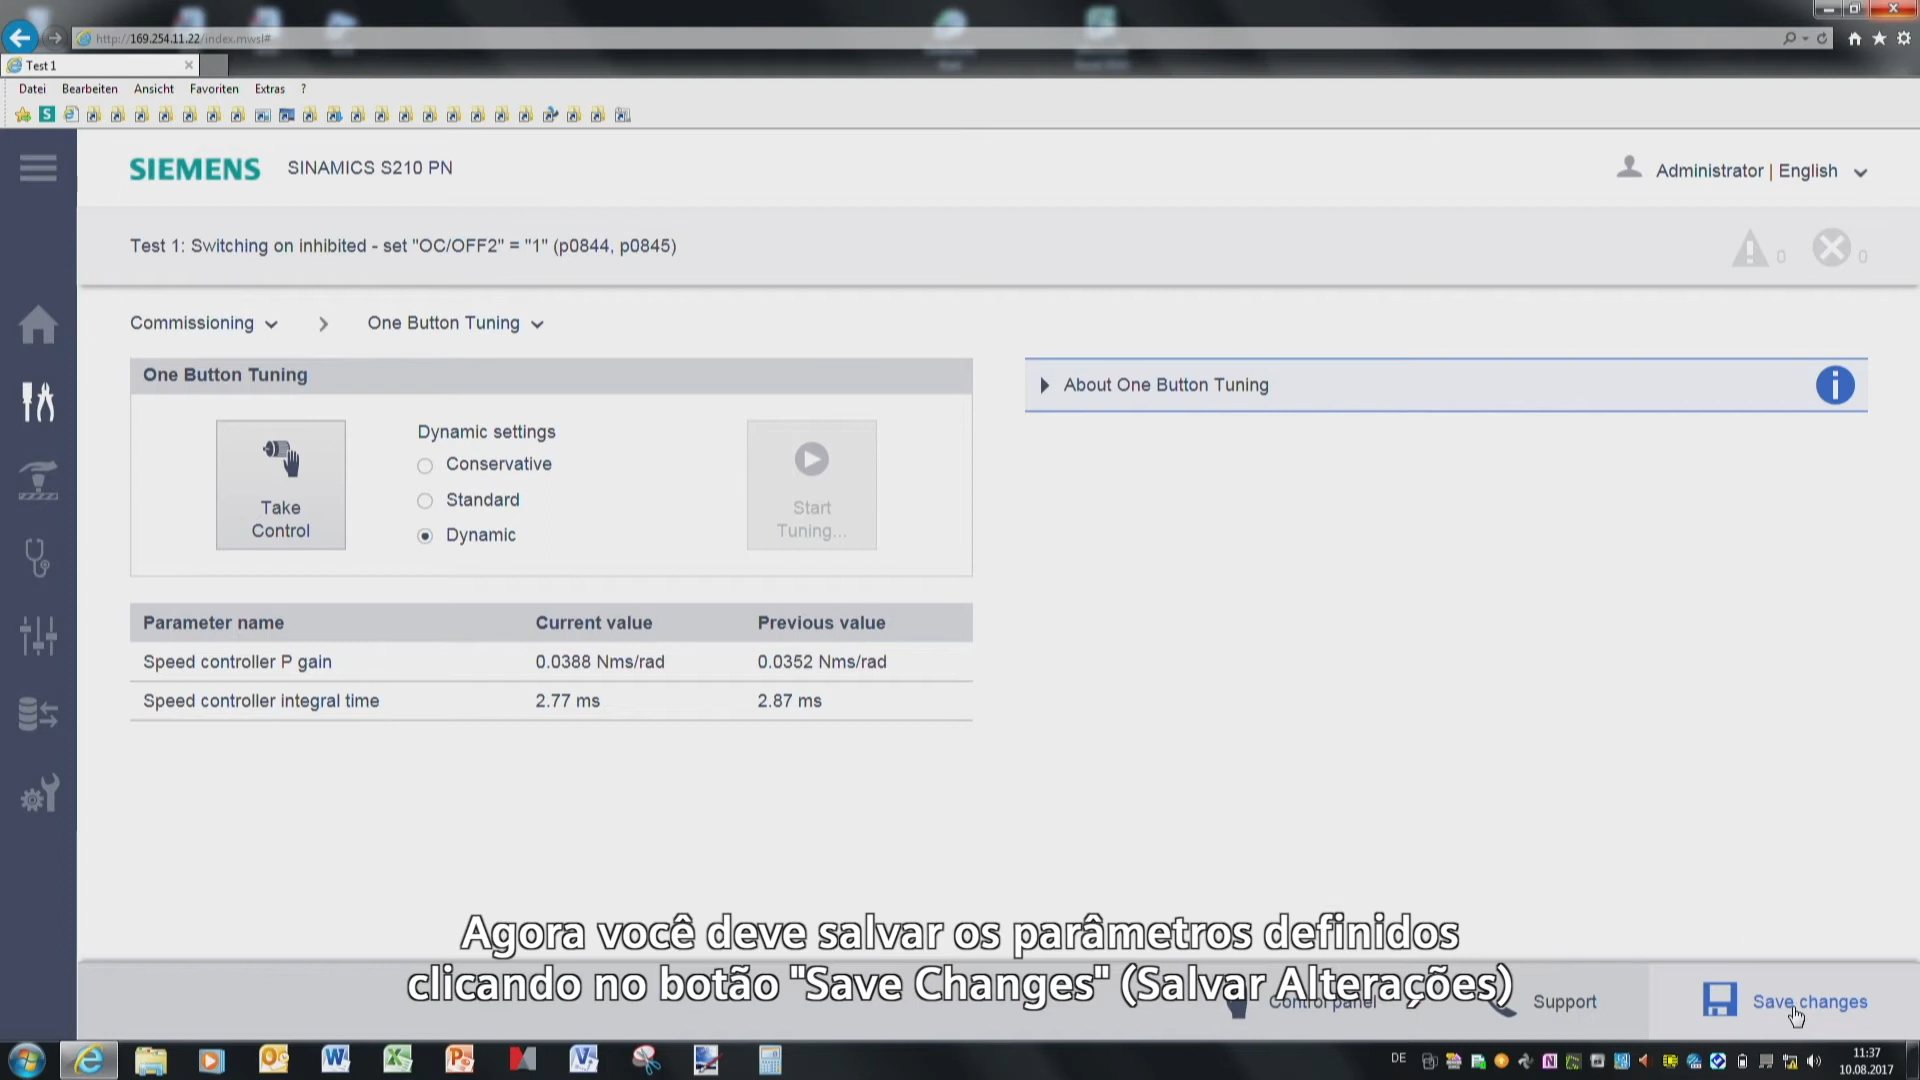 http://169.254.11.22/index.mwsl#
Test 1
Datei Bearbeiten Ansicht Favoriten Extras ?
SIEMENS SINAMICS S210 PN
Administrator | English
Test 1: Switching on inhibited - set "OC/OFF2" = "1" (p0844, p0845)
0 0
Commissioning One Button Tuning
One Button Tuning
About One Button Tuning
Take
Control
Dynamic settings
Conservative
Standard
Dynamic
Start
Tuning...
Parameter name Current value Previous value
Speed controller P gain 0.0388 Nms/rad 0.0352 Nms/rad
Speed controller integral time 2.77 ms 2.87 ms
Agora você deve salvar os parâmetros definidos
clicando no botão "Save Changes" (Salvar Alterações)
Control panel Support Save changes
DE
11:37
10.08.2017